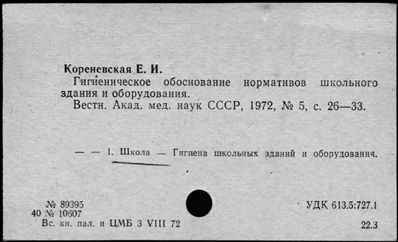 Кореневская Е. И.
Гигиеническое обоснование нормативов школьного
здания и оборудования.
Вестн. Акад. мед. наук СССР, 1972, № 5, с. 26—33.
— — 1. Школа — Гигиена школьных зданий и оборудования.
№ 89395
40 № 10607
УДК 613.5:727.1
Вс. кн. пал. и ЦМБ 3 VIII 72
22.3